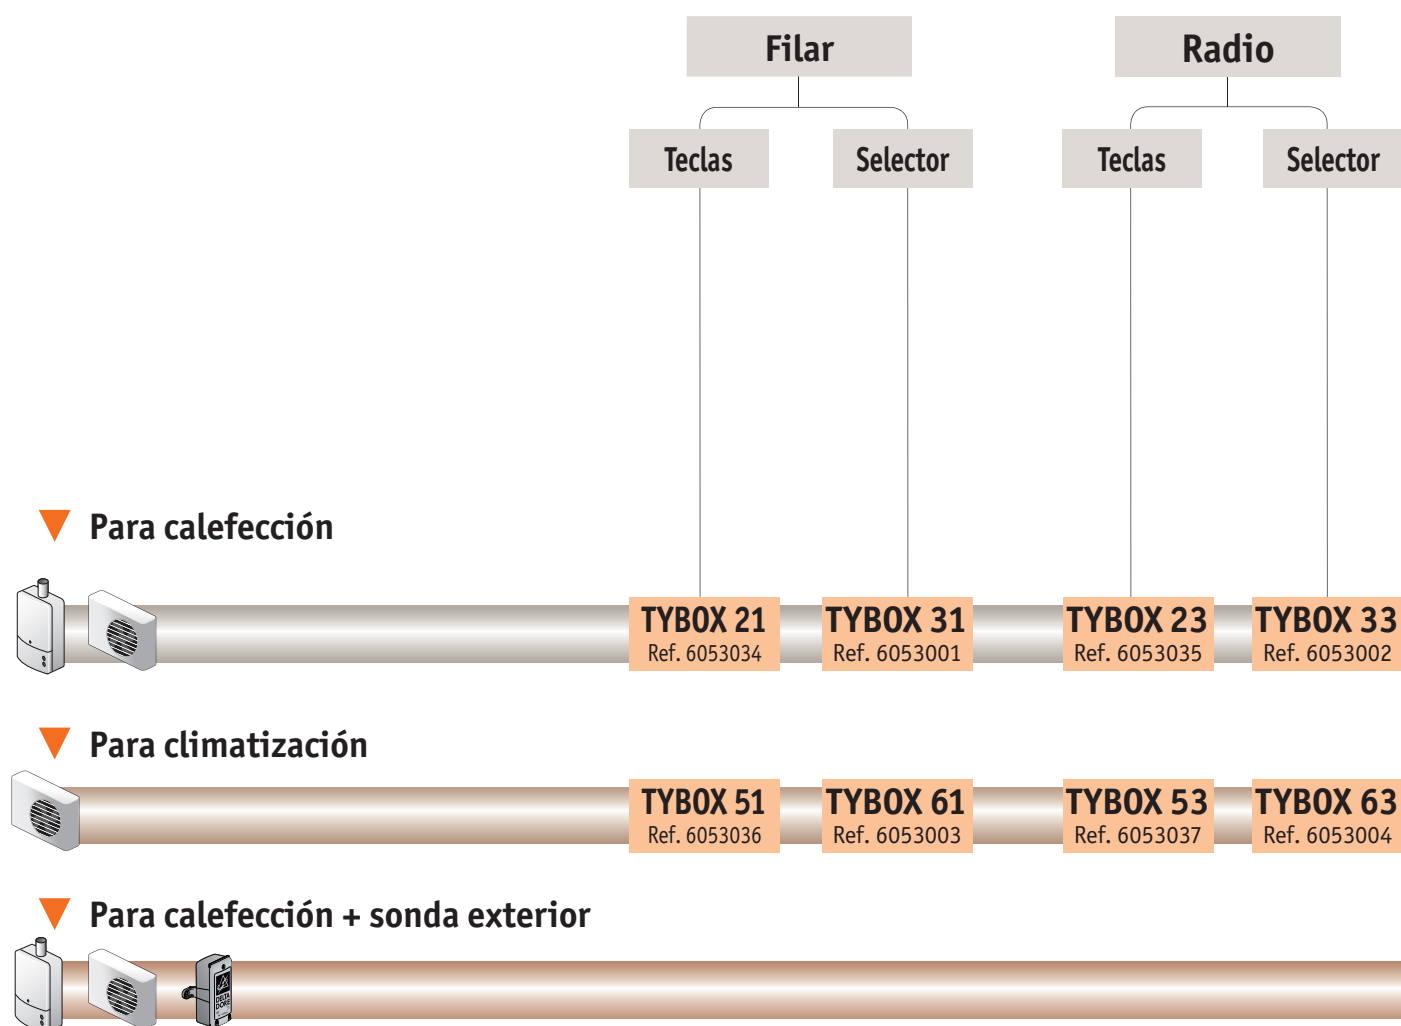 Filar
Radio
Teclas
Selector
Teclas
Selector
Para calefección
TYBOX 21
Ref. 6053034
TYBOX 31
Ref. 6053001
TYBOX 23
Ref. 6053035
TYBOX 33
Ref. 6053002
Para climatización
TYBOX 51
Ref. 6053036
TYBOX 61
Ref. 6053003
TYBOX 53
Ref. 6053037
TYBOX 63
Ref. 6053004
Para calefección + sonda exterior
DELTA
DORE